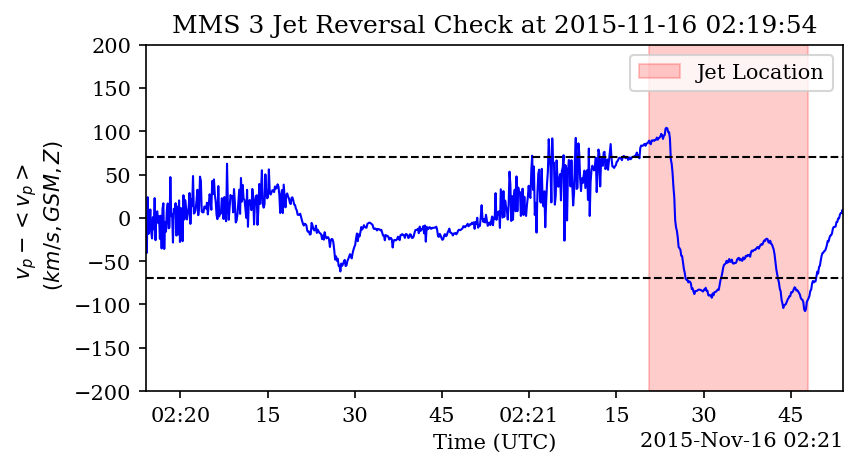 MMS 3 Jet Reversal Check at 2015-11-16 02:19:54
200
150
100
50
0
−50
−100
−150
−200
v_p − < v_p >
(km/s, GSM, Z)
Jet Location
02:20 15 30 45 02:21 15 30 45
Time (UTC)
2015-Nov-16 02:21